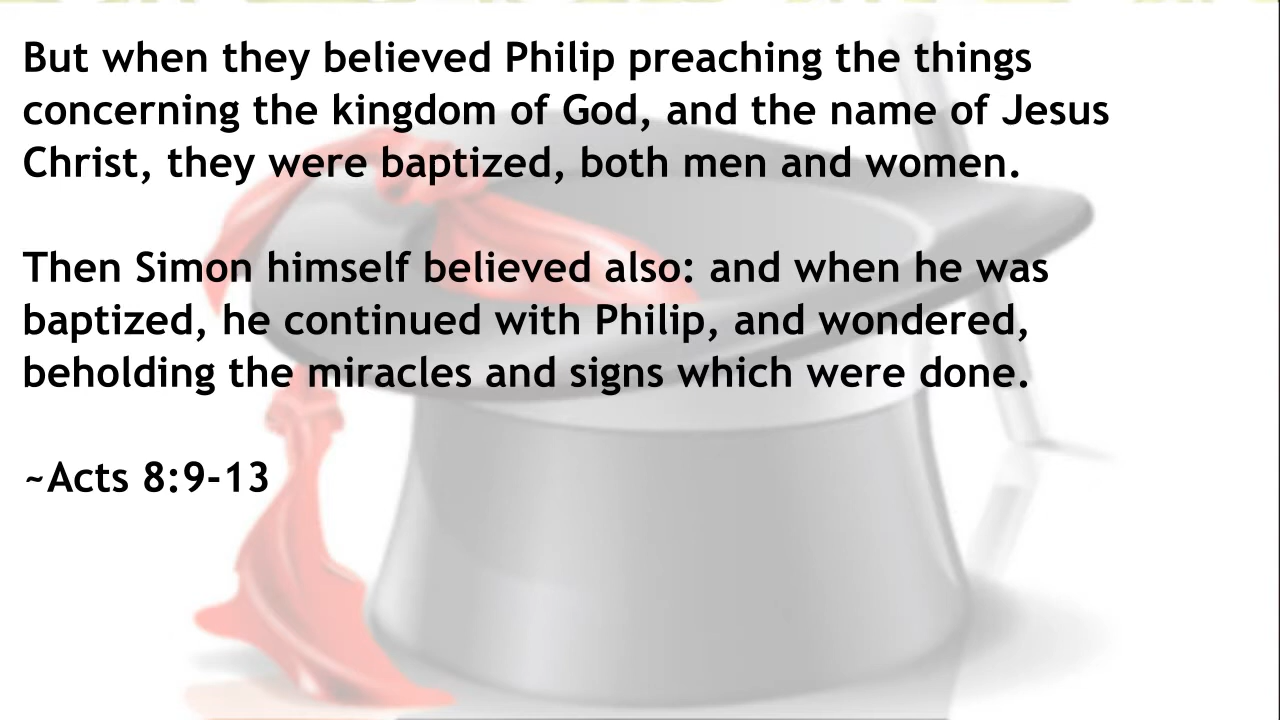 But when they believed Philip preaching the things
concerning the kingdom of God, and the name of Jesus
Christ, they were baptized, both men and women.
Then Simon himself believed also: and when he was
baptized, he continued with Philip, and wondered,
beholding the miracles and signs which were done.
~Acts 8:9-13